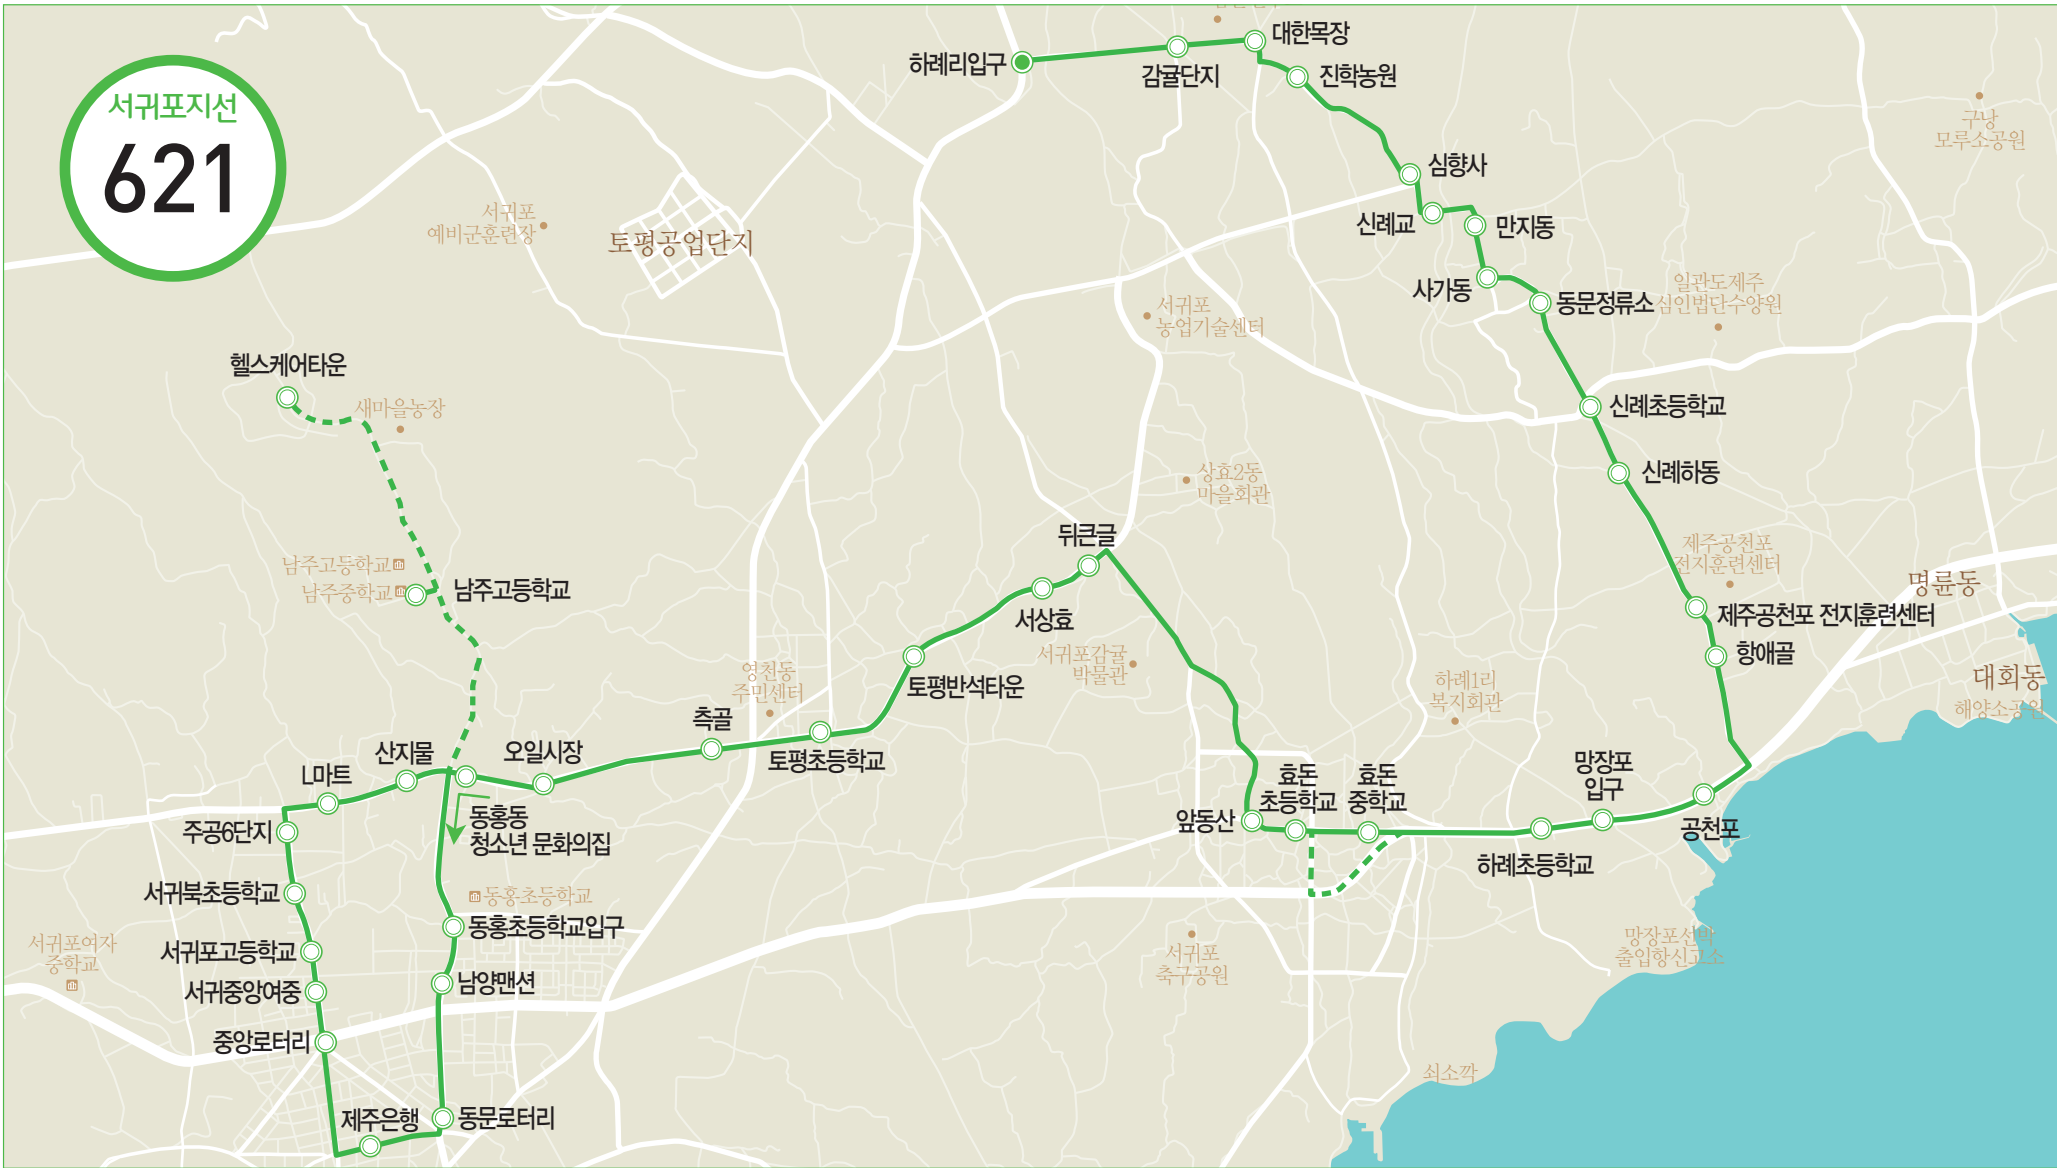 서귀포지선
621
하례리입구
감귤단지
대한목장
진학농원
구낭
모루소공원
심향사
신례교
만지동
서귀포
예비군훈련장
토평공업단지
사가동
동문정류소
일관도제주
심인법단수양원
서귀포
농업기술센터
헬스케어타운
새마을농장
신례초등학교
신례하동
상효2동
마을회관
뒤큰글
서상효
제주공천포
전지훈련센터
명륜동
남주고등학교
남주중학교
남주고등학교
제주공천포 전지훈련센터
항애골
대회동
해양소공원
서귀포감귤
박물관
하례1리
복지회관
영천동
주민센터
토평반석타운
측골
토평초등학교
오일시장
산지물
L마트
주공6단지
동홍동
청소년 문화의집
앞동산
효돈
초등학교
효돈
중학교
망장포
입구
공천포
하례초등학교
서귀북초등학교
동홍초등학교
동홍초등학교입구
서귀포여자
중학교
서귀포고등학교
서귀중앙여중
남양맨션
서귀포
축구공원
망장포선박
출입항신고소
중앙로터리
쇠소깍
제주은행
동문로터리